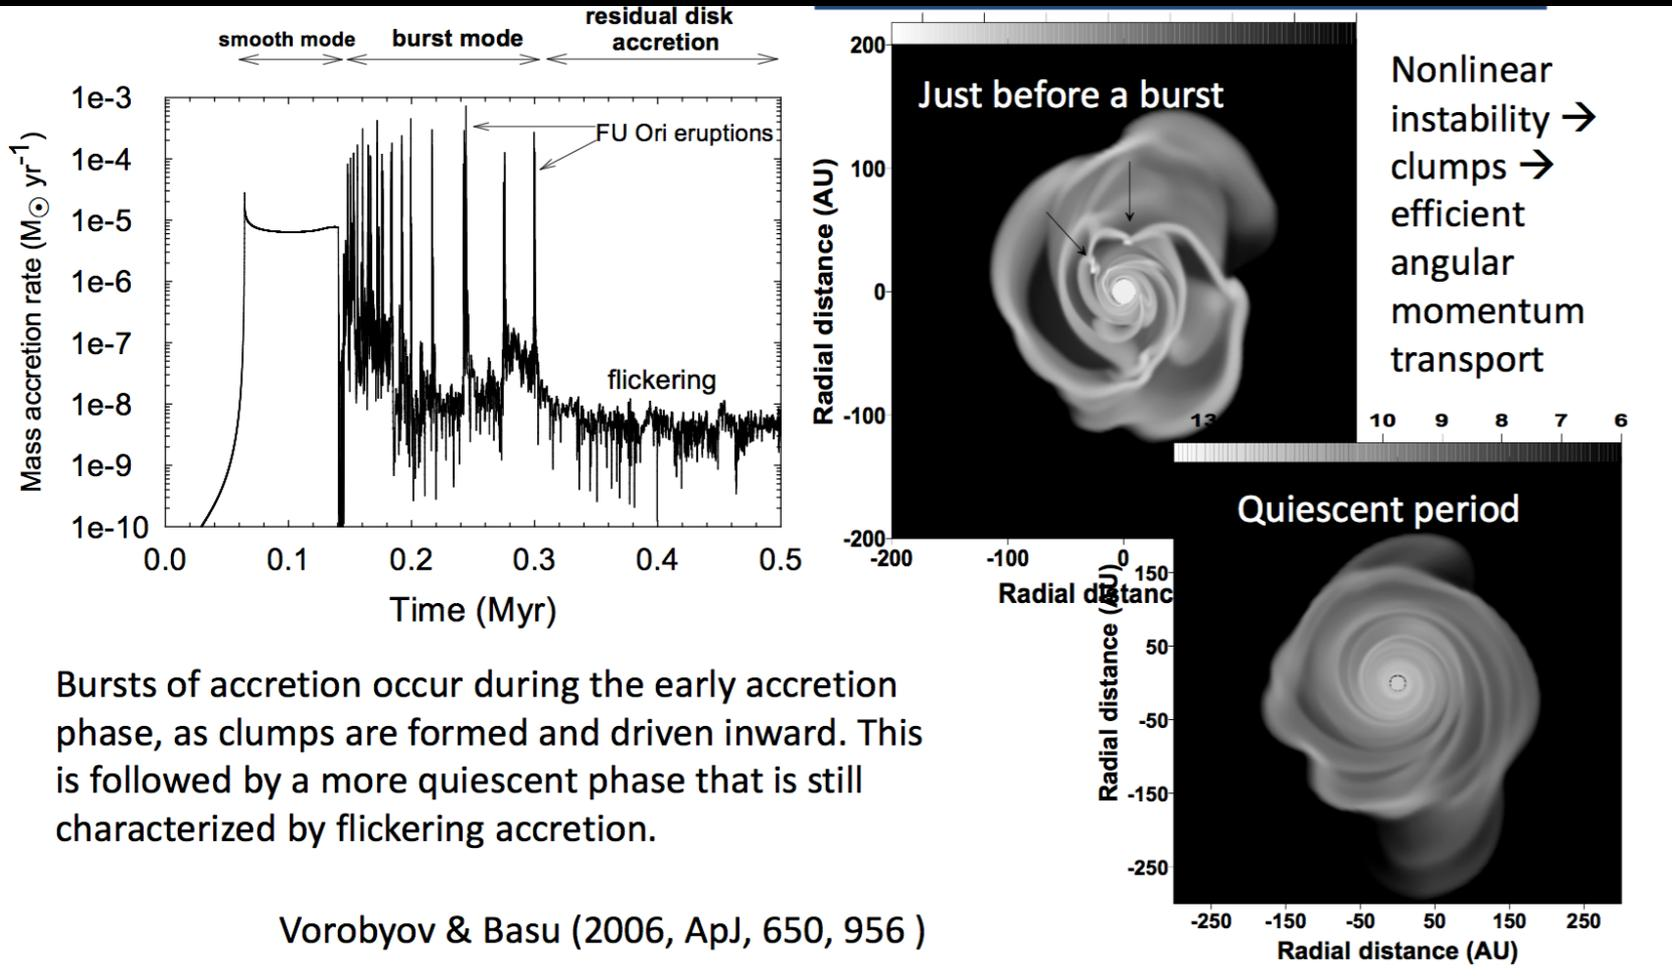 residual disk
smooth mode burst mode accretion
1e-3
1e-4
1e-5
1e-6
1e-7
1e-8
1e-9
1e-10
Mass accretion rate (M⊙ yr-1)
FU Ori eruptions
flickering
0.0 0.1 0.2 0.3 0.4 0.5
Time (Myr)
200
100
0
-100
-200
Radial distance (AU)
Just before a burst
-200 -100 0
Radial distanc
Nonlinear
instability →
clumps →
efficient
angular
momentum
transport
13 10 9 8 7 6
Quiescent period
150
50
-50
-150
-250
Radial distance (AU)
-250 -150 -50 50 150 250
Radial distance (AU)
Bursts of accretion occur during the early accretion
phase, as clumps are formed and driven inward. This
is followed by a more quiescent phase that is still
characterized by flickering accretion.
Vorobyov & Basu (2006, ApJ, 650, 956 )